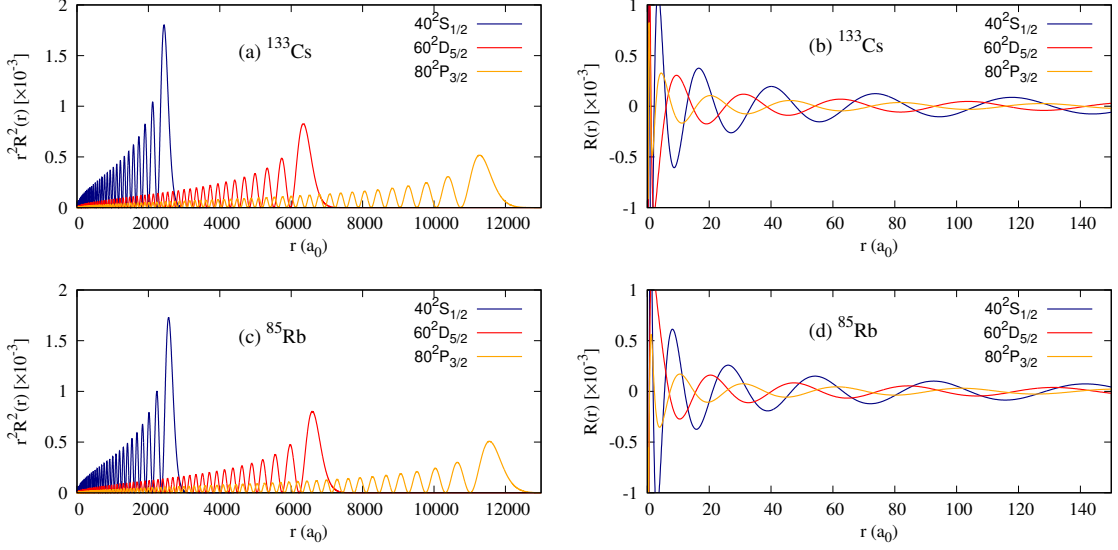 r²R²(r) [×10⁻³]
2
1.5
1
0.5
0
(a) ¹³³Cs
40²S₁/₂
60²D₅/₂
80²P₃/₂
0 2000 4000 6000 8000 10000 12000
r (a₀)
R(r) [×10⁻³]
1
0.5
0
-0.5
-1
(b) ¹³³Cs
40²S₁/₂
60²D₅/₂
80²P₃/₂
0 20 40 60 80 100 120 140
r (a₀)
r²R²(r) [×10⁻³]
2
1.5
1
0.5
0
(c) ⁸⁵Rb
40²S₁/₂
60²D₅/₂
80²P₃/₂
0 2000 4000 6000 8000 10000 12000
r (a₀)
R(r) [×10⁻³]
1
0.5
0
-0.5
-1
(d) ⁸⁵Rb
40²S₁/₂
60²D₅/₂
80²P₃/₂
0 20 40 60 80 100 120 140
r (a₀)